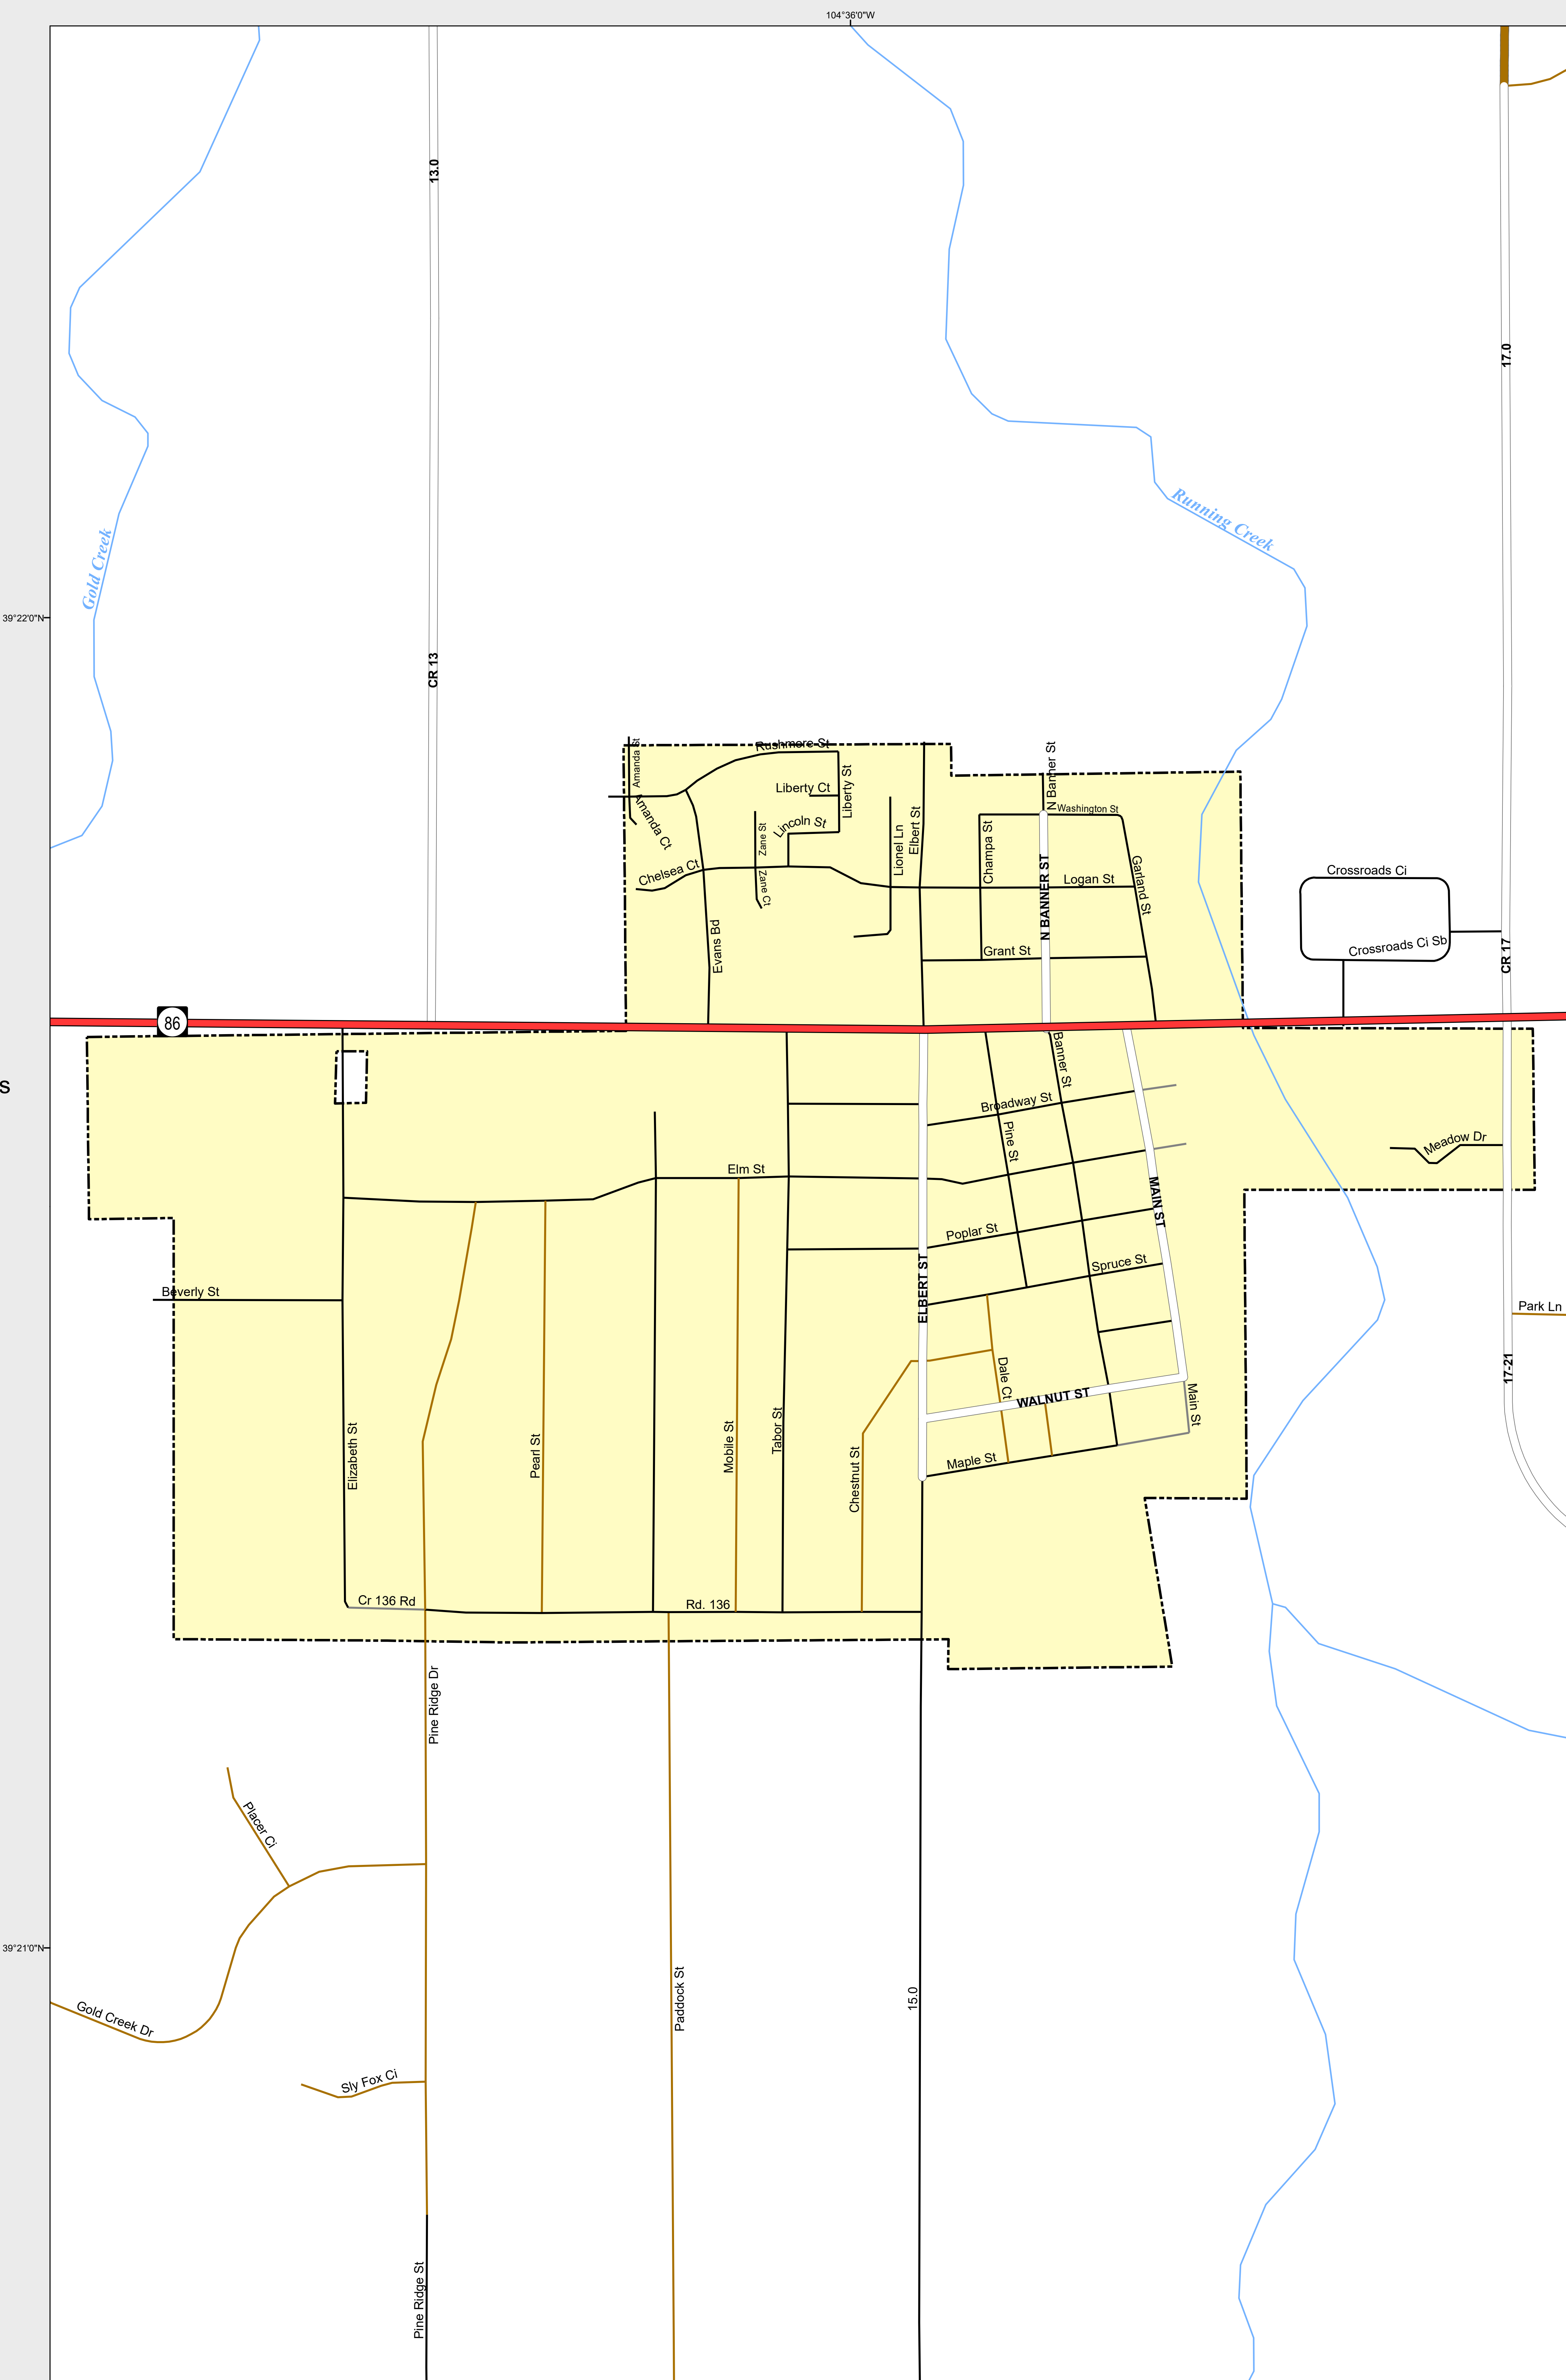 104°36'0"W
13.0
17.0
Gold Creek
Running Creek
39°22'0"N
CR 13
Amanda St
Rushmore St
N Banner St
Liberty Ct
Liberty St
Amanda Ct
Zane St
Lincoln St
Lionel Ln
Elbert St
Champa St
Washington St
Chelsea Ct
Zane Ct
N BANNER ST
Logan St
Garland St
Crossroads Ci
Evans Bd
Grant St
Crossroads Ci Sb
CR 17
86
S
Banner St
Broadway St
Pine St
Meadow Dr
Elm St
MAIN ST
Poplar St
Beverly St
ELBERT ST
Spruce St
Park Ln
Dale Ct
17-21
WALNUT ST
Main St
Elizabeth St
Pearl St
Mobile St
Tabor St
Chestnut St
Maple St
Cr 136 Rd
Rd. 136
Pine Ridge Dr
Placer Ci
39°21'0"N
Gold Creek Dr
Paddock St
15.0
Sly Fox Ci
Pine Ridge St